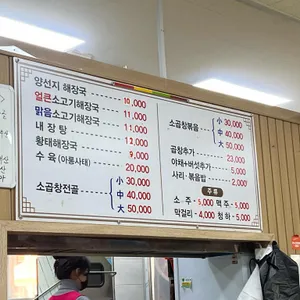 양선지 해장국 ------ 10,000
얼큰소고기해장국 ---- 11,000
맑음소고기해장국 ---- 11,000
내 장 탕 ---------- 12,000
황태해장국 -------- 9,000
수 육 (아롱사태) ---- 20,000
소곱창전골 ---- 小 30,000
中 40,000
大 50,000
소곱창볶음 ---- 小 30,000
中 40,000
大 50,000
곱창추가 ------ 23,000
야채+버섯추가 ---- 5,000
사리·볶음밥 ---- 2,000
주 류
소 주 - 5,000 맥 주 - 5,000
막걸리 - 4,000 청 하 - 5,000